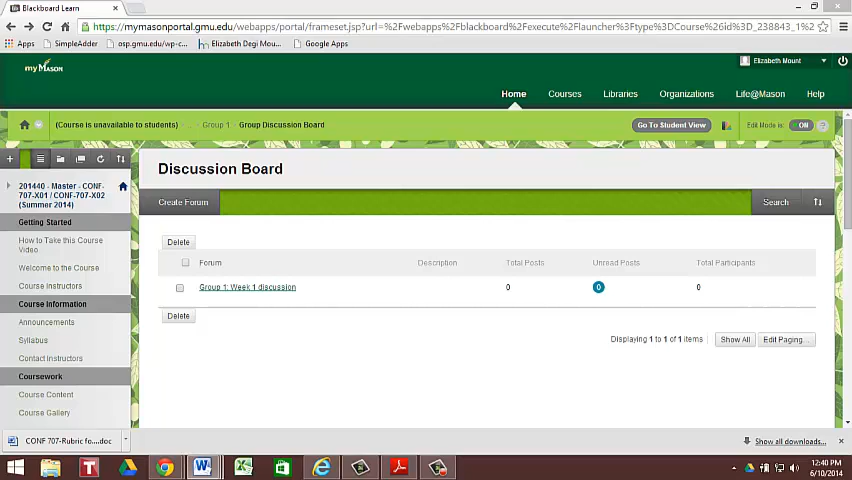 Blackboard Learn
https://mymasonportal.gmu.edu/webapps/portal/frameset.jsp?url=%2Fwebapps%2Fblackboard%2Fexecute%2Flauncher%3Ftype%3DCourse%26id%3D_238843_1%2
Apps SimpleAdder osp.gmu.edu/wp-c... Elizabeth Degi Mou... Google Apps
myMason
Elizabeth Mount
Home Courses Libraries Organizations Life@Mason Help
(Course is unavailable to students) ... Group 1 Group Discussion Board Go To Student View Edit Mode is: ON ?
Discussion Board
201440 - Master - CONF-
707-X01 / CONF-707-X02
(Summer 2014)
Create Forum Search
Getting Started
How to Take this Course
Video
Welcome to the Course
Course Instructors
Course Information
Announcements
Syllabus
Contact Instructors
Coursework
Course Content
Course Gallery
Delete
Forum Description Total Posts Unread Posts Total Participants
Group 1: Week 1 discussion 0 0 0
Delete
Displaying 1 to 1 of 1 items Show All Edit Paging...
CONF 707-Rubric fo....doc Show all downloads...
12:40 PM
6/10/2014